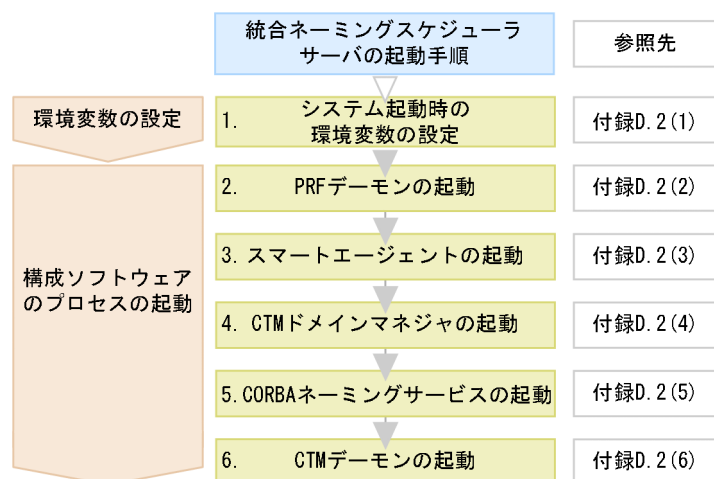 統合ネーミングスケジューラ
サーバの起動手順
参照先
環境変数の設定
1. システム起動時の
環境変数の設定
付録D.2(1)
2. PRFデーモンの起動
付録D.2(2)
3. スマートエージェントの起動
付録D.2(3)
構成ソフトウェア
のプロセスの起動
4. CTMドメインマネジャの起動
付録D.2(4)
5. CORBAネーミングサービスの起動
付録D.2(5)
6. CTMデーモンの起動
付録D.2(6)